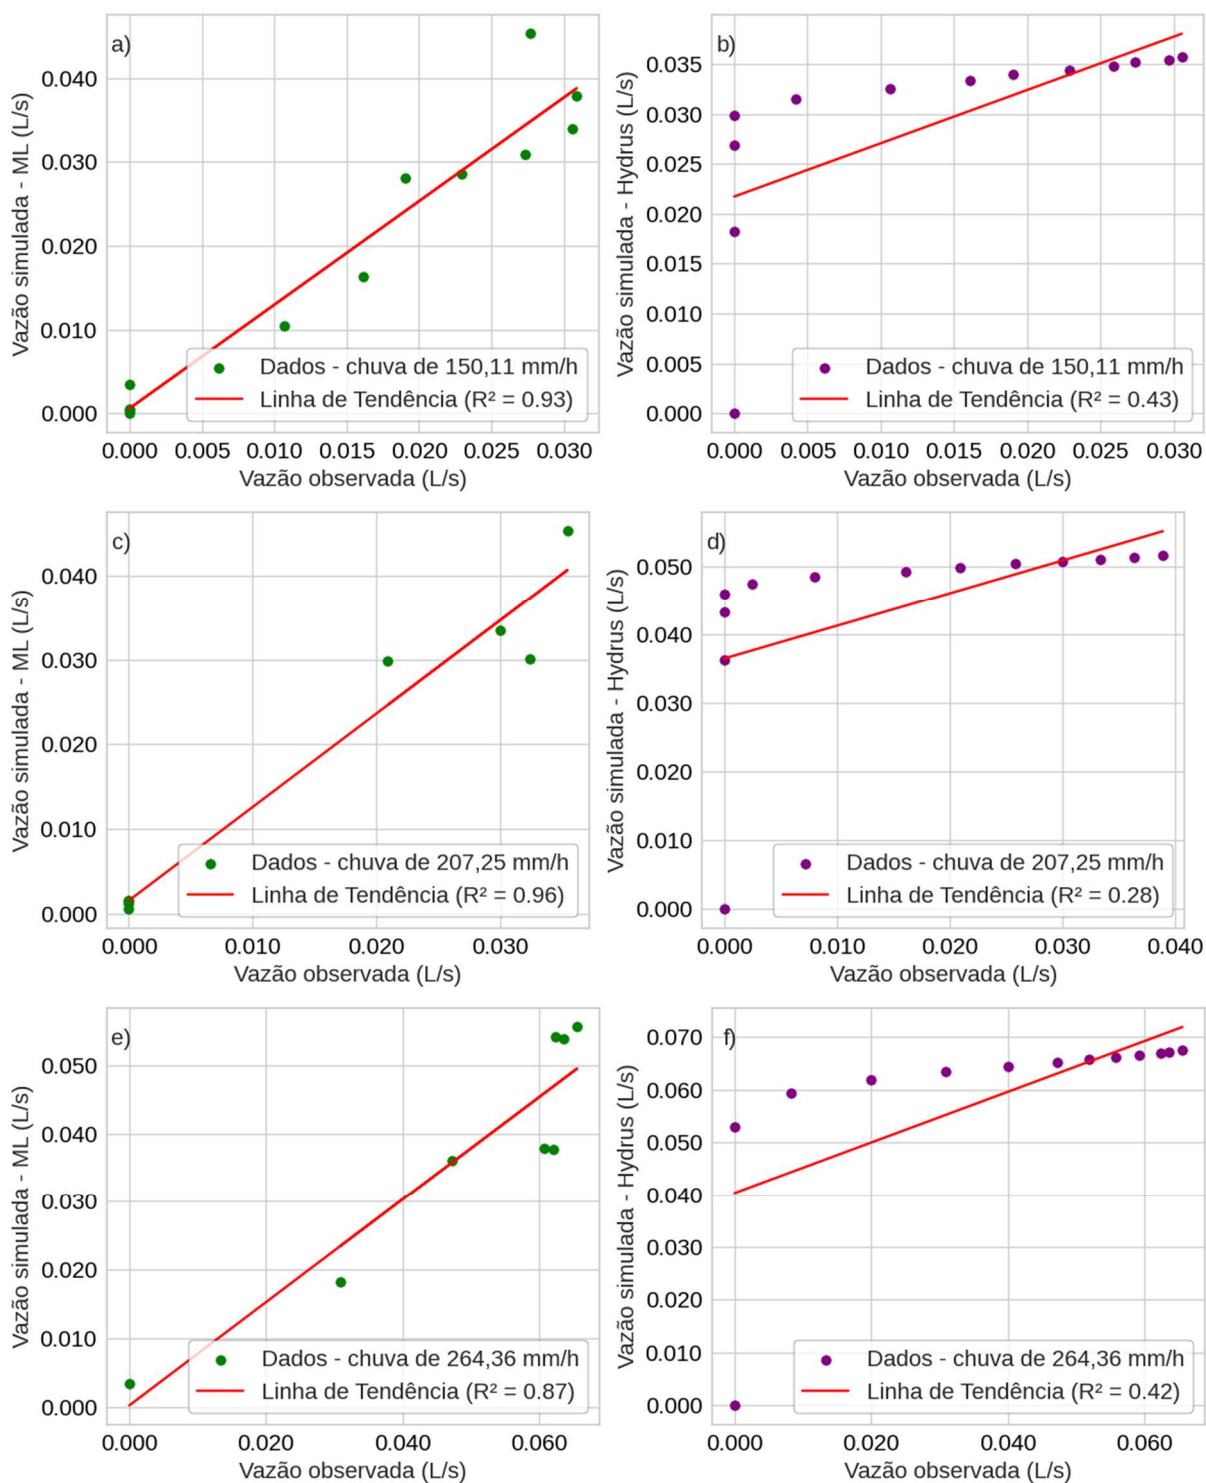 a)
Vazão simulada - ML (L/s)
0.040
0.030
0.020
0.010
0.000
Dados - chuva de 150,11 mm/h
Linha de Tendência (R² = 0.93)
0.000 0.005 0.010 0.015 0.020 0.025 0.030
Vazão observada (L/s)
b)
Vazão simulada - Hydrus (L/s)
0.035
0.030
0.025
0.020
0.015
0.010
0.005
0.000
Dados - chuva de 150,11 mm/h
Linha de Tendência (R² = 0.43)
0.000 0.005 0.010 0.015 0.020 0.025 0.030
Vazão observada (L/s)
c)
Vazão simulada - ML (L/s)
0.040
0.030
0.020
0.010
0.000
Dados - chuva de 207,25 mm/h
Linha de Tendência (R² = 0.96)
0.000 0.010 0.020 0.030
Vazão observada (L/s)
d)
Vazão simulada - Hydrus (L/s)
0.050
0.040
0.030
0.020
0.010
0.000
Dados - chuva de 207,25 mm/h
Linha de Tendência (R² = 0.28)
0.000 0.010 0.020 0.030 0.040
Vazão observada (L/s)
e)
Vazão simulada - ML (L/s)
0.050
0.040
0.030
0.020
0.010
0.000
Dados - chuva de 264,36 mm/h
Linha de Tendência (R² = 0.87)
0.000 0.020 0.040 0.060
Vazão observada (L/s)
f)
Vazão simulada - Hydrus (L/s)
0.070
0.060
0.050
0.040
0.030
0.020
0.010
0.000
Dados - chuva de 264,36 mm/h
Linha de Tendência (R² = 0.42)
0.000 0.020 0.040 0.060
Vazão observada (L/s)